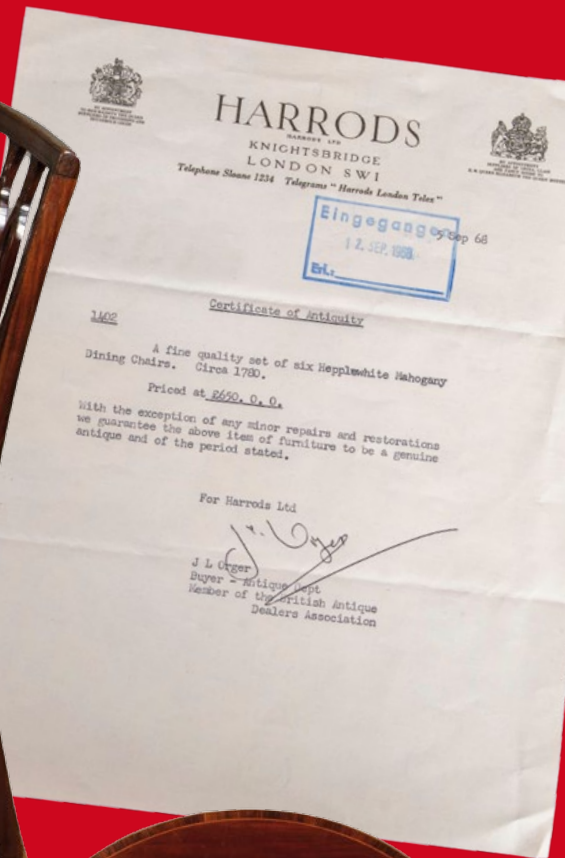 HARRODS
HARRODS LTD
KNIGHTSBRIDGE
LONDON SW1
Telephone Sloane 1234 Telegrams "Harrods London Telex"
Eingegangen
12. SEP. 1968
Erl.:
Sep 68
Certificate of Antiquity
1402
A fine quality set of six Hepplewhite Mahogany
Dining Chairs. Circa 1780.
Priced at £650. 0. 0.
With the exception of any minor repairs and restorations
we guarantee the above item of furniture to be a genuine
antique and of the period stated.
For Harrods Ltd
J L Urger
Buyer - Antique Dept
Member of the British Antique
Dealers Association